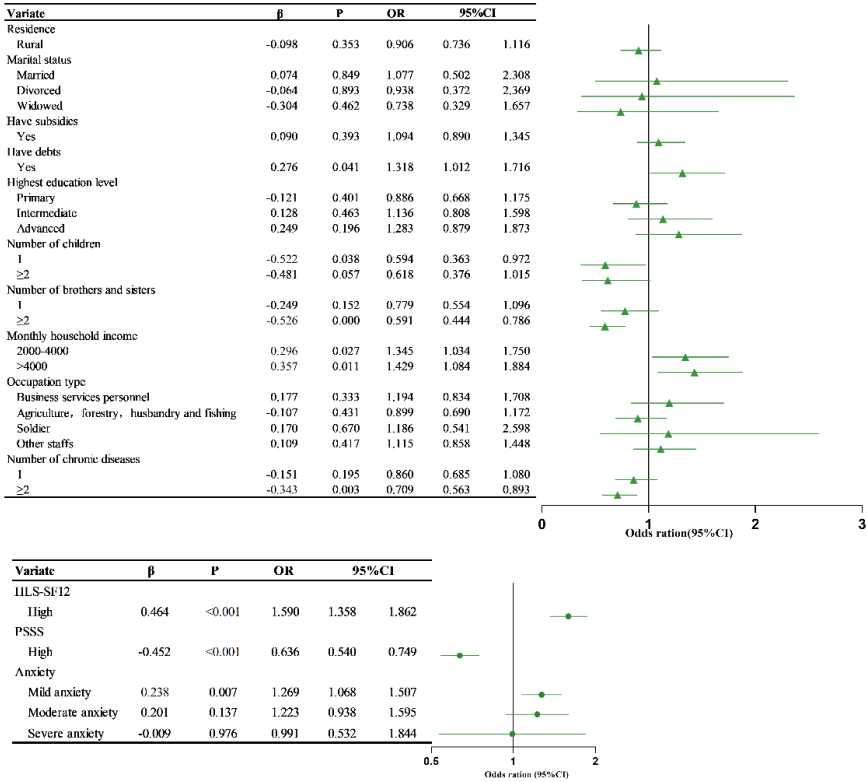 Variate β P OR 95%CI
Residence
Rural -0.098 0.353 0.906 0.736 1.116
Marital status
Married 0.074 0.849 1.077 0.502 2.308
Divorced -0.064 0.893 0.938 0.372 2.369
Widowed -0.304 0.462 0.738 0.329 1.657
Have subsidies
Yes 0.090 0.393 1.094 0.890 1.345
Have debts
Yes 0.276 0.041 1.318 1.012 1.716
Highest education level
Primary -0.121 0.401 0.886 0.668 1.175
Intermediate 0.128 0.463 1.136 0.808 1.598
Advanced 0.249 0.196 1.283 0.879 1.873
Number of children
1 -0.522 0.038 0.594 0.363 0.972
≥2 -0.481 0.057 0.618 0.376 1.015
Number of brothers and sisters
1 -0.249 0.152 0.779 0.554 1.096
≥2 -0.526 0.000 0.591 0.444 0.786
Monthly household income
2000-4000 0.296 0.027 1.345 1.034 1.750
>4000 0.357 0.011 1.429 1.084 1.884
Occupation type
Business services personnel 0.177 0.333 1.194 0.834 1.708
Agriculture, forestry, husbandry and fishing -0.107 0.431 0.899 0.690 1.172
Soldier 0.170 0.670 1.186 0.541 2.598
Other staffs 0.109 0.417 1.115 0.858 1.448
Number of chronic diseases
1 -0.151 0.195 0.860 0.685 1.080
≥2 -0.343 0.003 0.709 0.563 0.893
0 1 2 3
Odds ration(95%CI)
Variate β P OR 95%CI
HLS-SF12
High 0.464 <0.001 1.590 1.358 1.862
PSSS
High -0.452 <0.001 0.636 0.540 0.749
Anxiety
Mild anxiety 0.238 0.007 1.269 1.068 1.507
Moderate anxiety 0.201 0.137 1.223 0.938 1.595
Severe anxiety -0.009 0.976 0.991 0.532 1.844
0.5 1 2
Odds ration (95%CI)